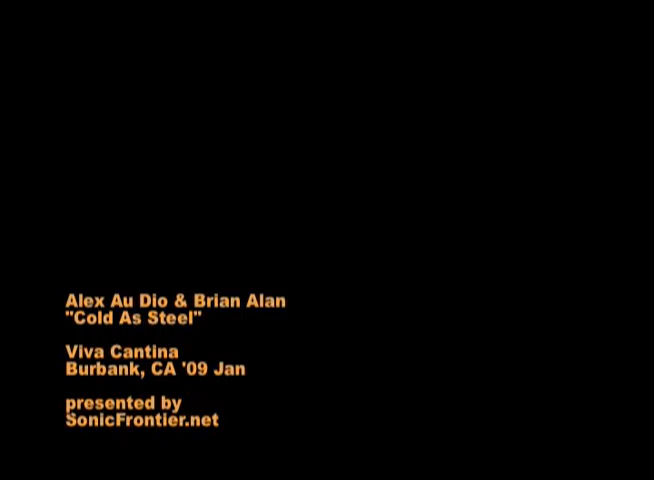 Alex Au Dio & Brian Alan
"Cold As Steel"
Viva Cantina
Burbank, CA '09 Jan
presented by
SonicFrontier.net